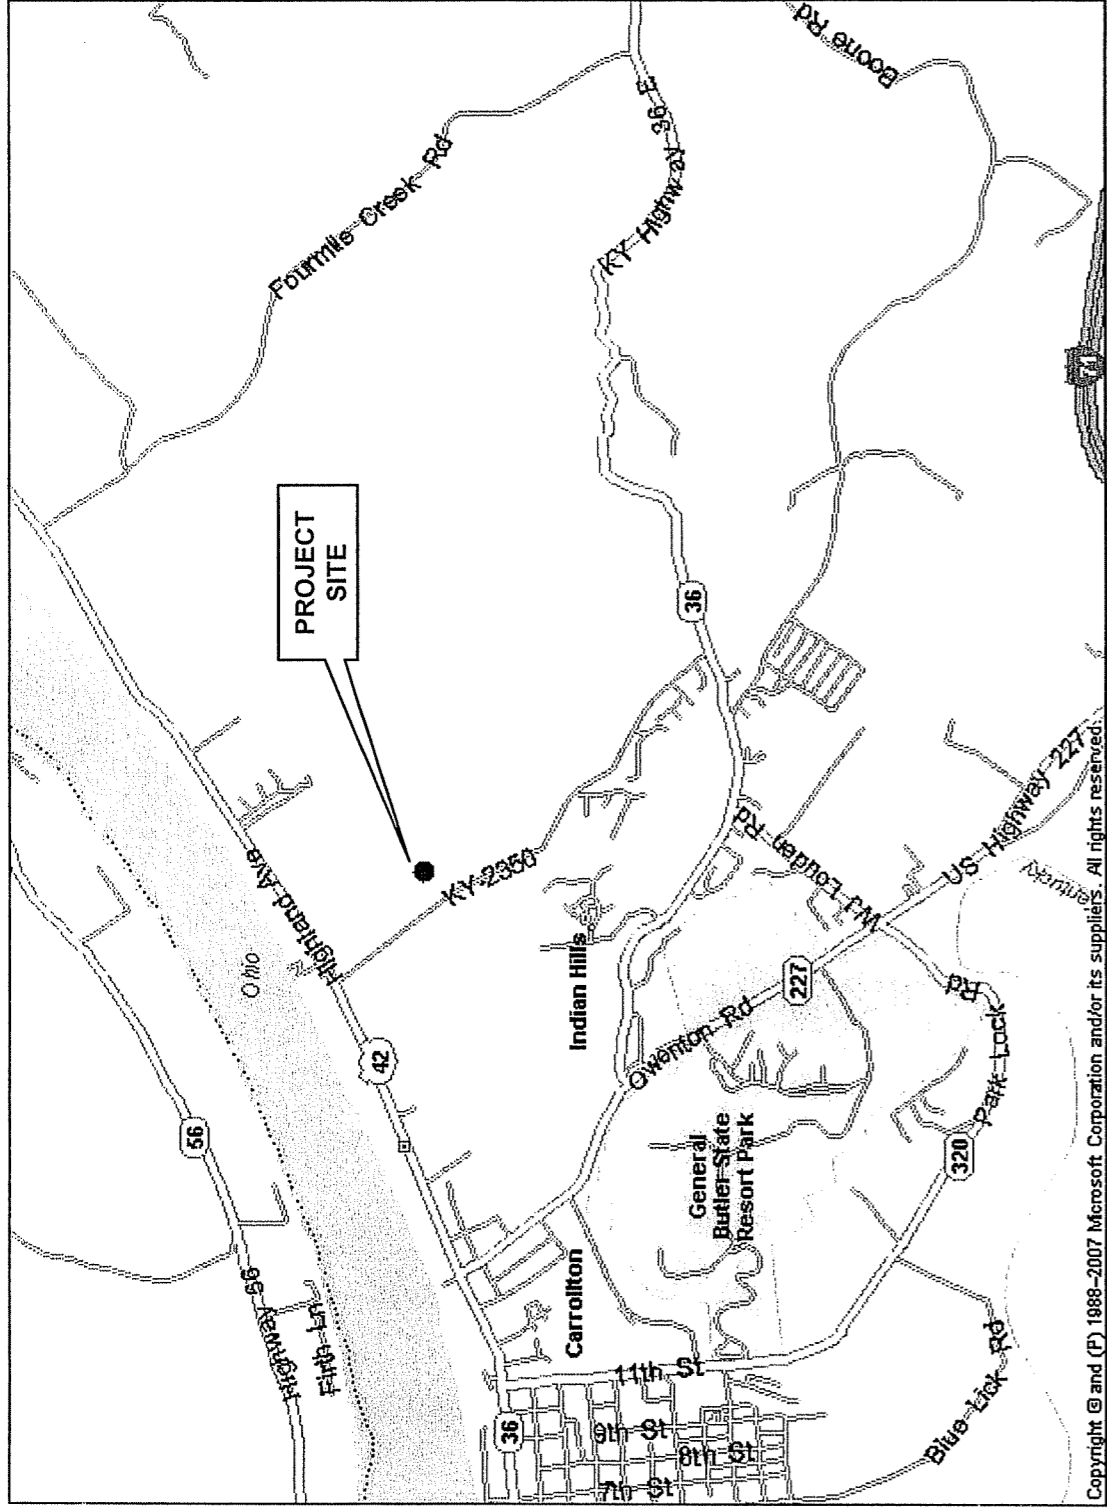 Boone Rd
Fourmile Creek Rd
KY Highway 36 E
71
PROJECT
SITE
36
KY-2350
Highland Ave
Ohio
42
56
Highway 56
Firth Ln
Indian Hills
WJ Louden Rd
US Highway 227
227
Owenton Rd
Park Lock Rd
320
General
Butler State
Resort Park
Carrollton
11th St
9th St
8th St
7th St
36
Blue Lick Rd
Copyright © and (P) 1988–2007 Microsoft Corporation and/or its suppliers. All rights reserved.